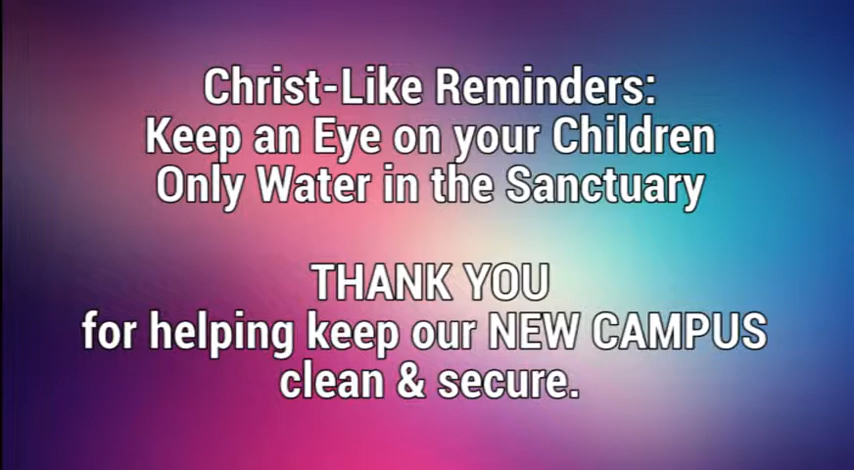 Christ-Like Reminders:
Keep an Eye on your Children
Only Water in the Sanctuary
THANK YOU
for helping keep our NEW CAMPUS
clean & secure.